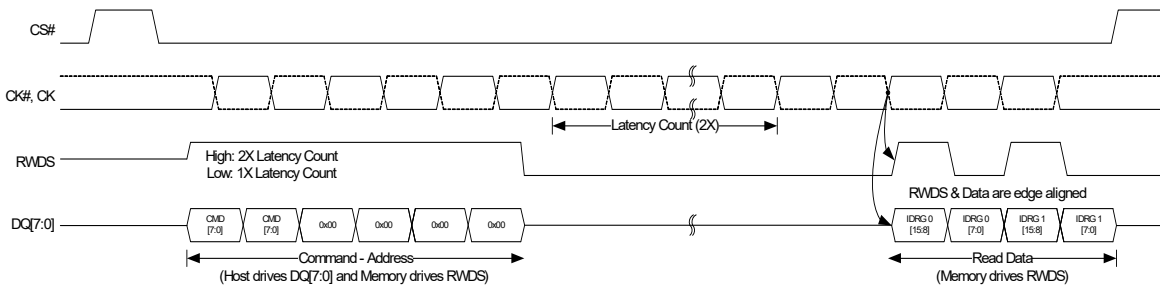 CS#
CK#, CK
Latency Count (2X)
RWDS
High: 2X Latency Count
Low: 1X Latency Count
RWDS & Data are edge aligned
DQ[7:0]
CMD [7:0]
CMD [7:0]
0x00
0x00
0x00
0x00
IDRG 0 [15:8]
IDRG 0 [7:0]
IDRG 1 [15:8]
IDRG 1 [7:0]
Command - Address
(Host drives DQ[7:0] and Memory drives RWDS)
Read Data
(Memory drives RWDS)